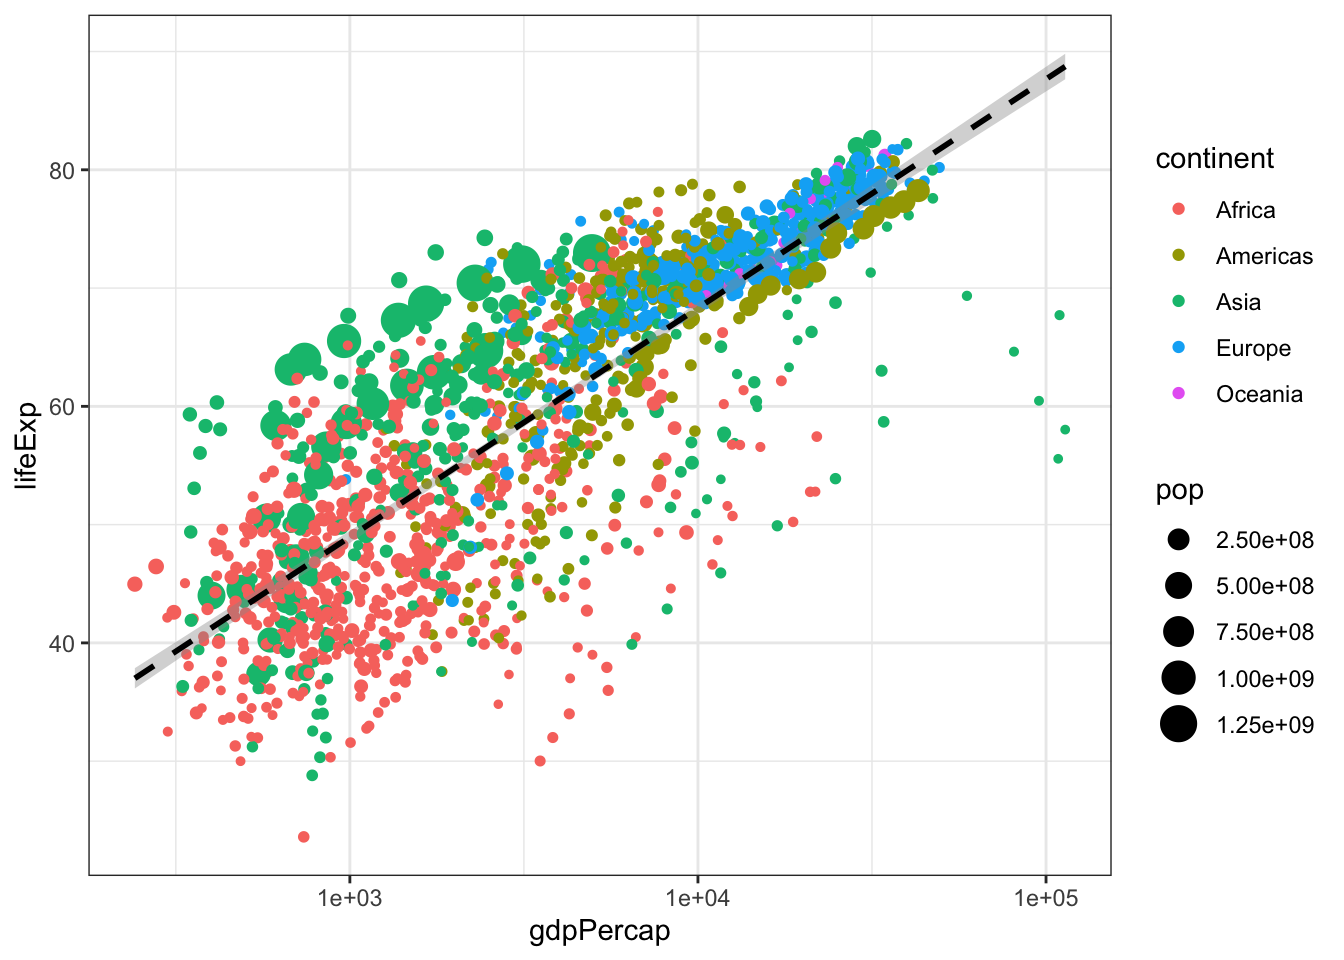 lifeExp
80
60
40
1e+03
1e+04
1e+05
gdpPercap
continent
Africa
Americas
Asia
Europe
Oceania
pop
2.50e+08
5.00e+08
7.50e+08
1.00e+09
1.25e+09